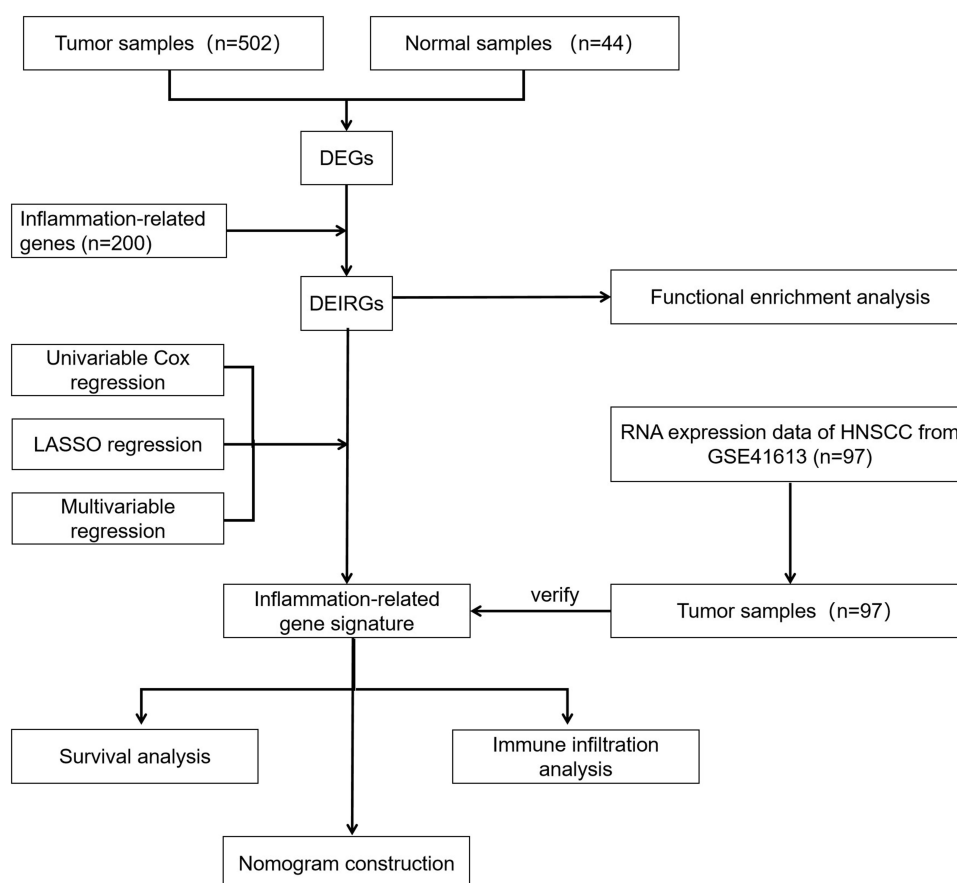 Tumor samples（n=502）
Normal samples （n=44）
DEGs
Inflammation-related
genes (n=200)
DEIRGs
Functional enrichment analysis
Univariable Cox
regression
LASSO regression
RNA expression data of HNSCC from
GSE41613 (n=97)
Multivariable
regression
Inflammation-related
gene signature
verify
Tumor samples （n=97）
Survival analysis
Immune infiltration
analysis
Nomogram construction